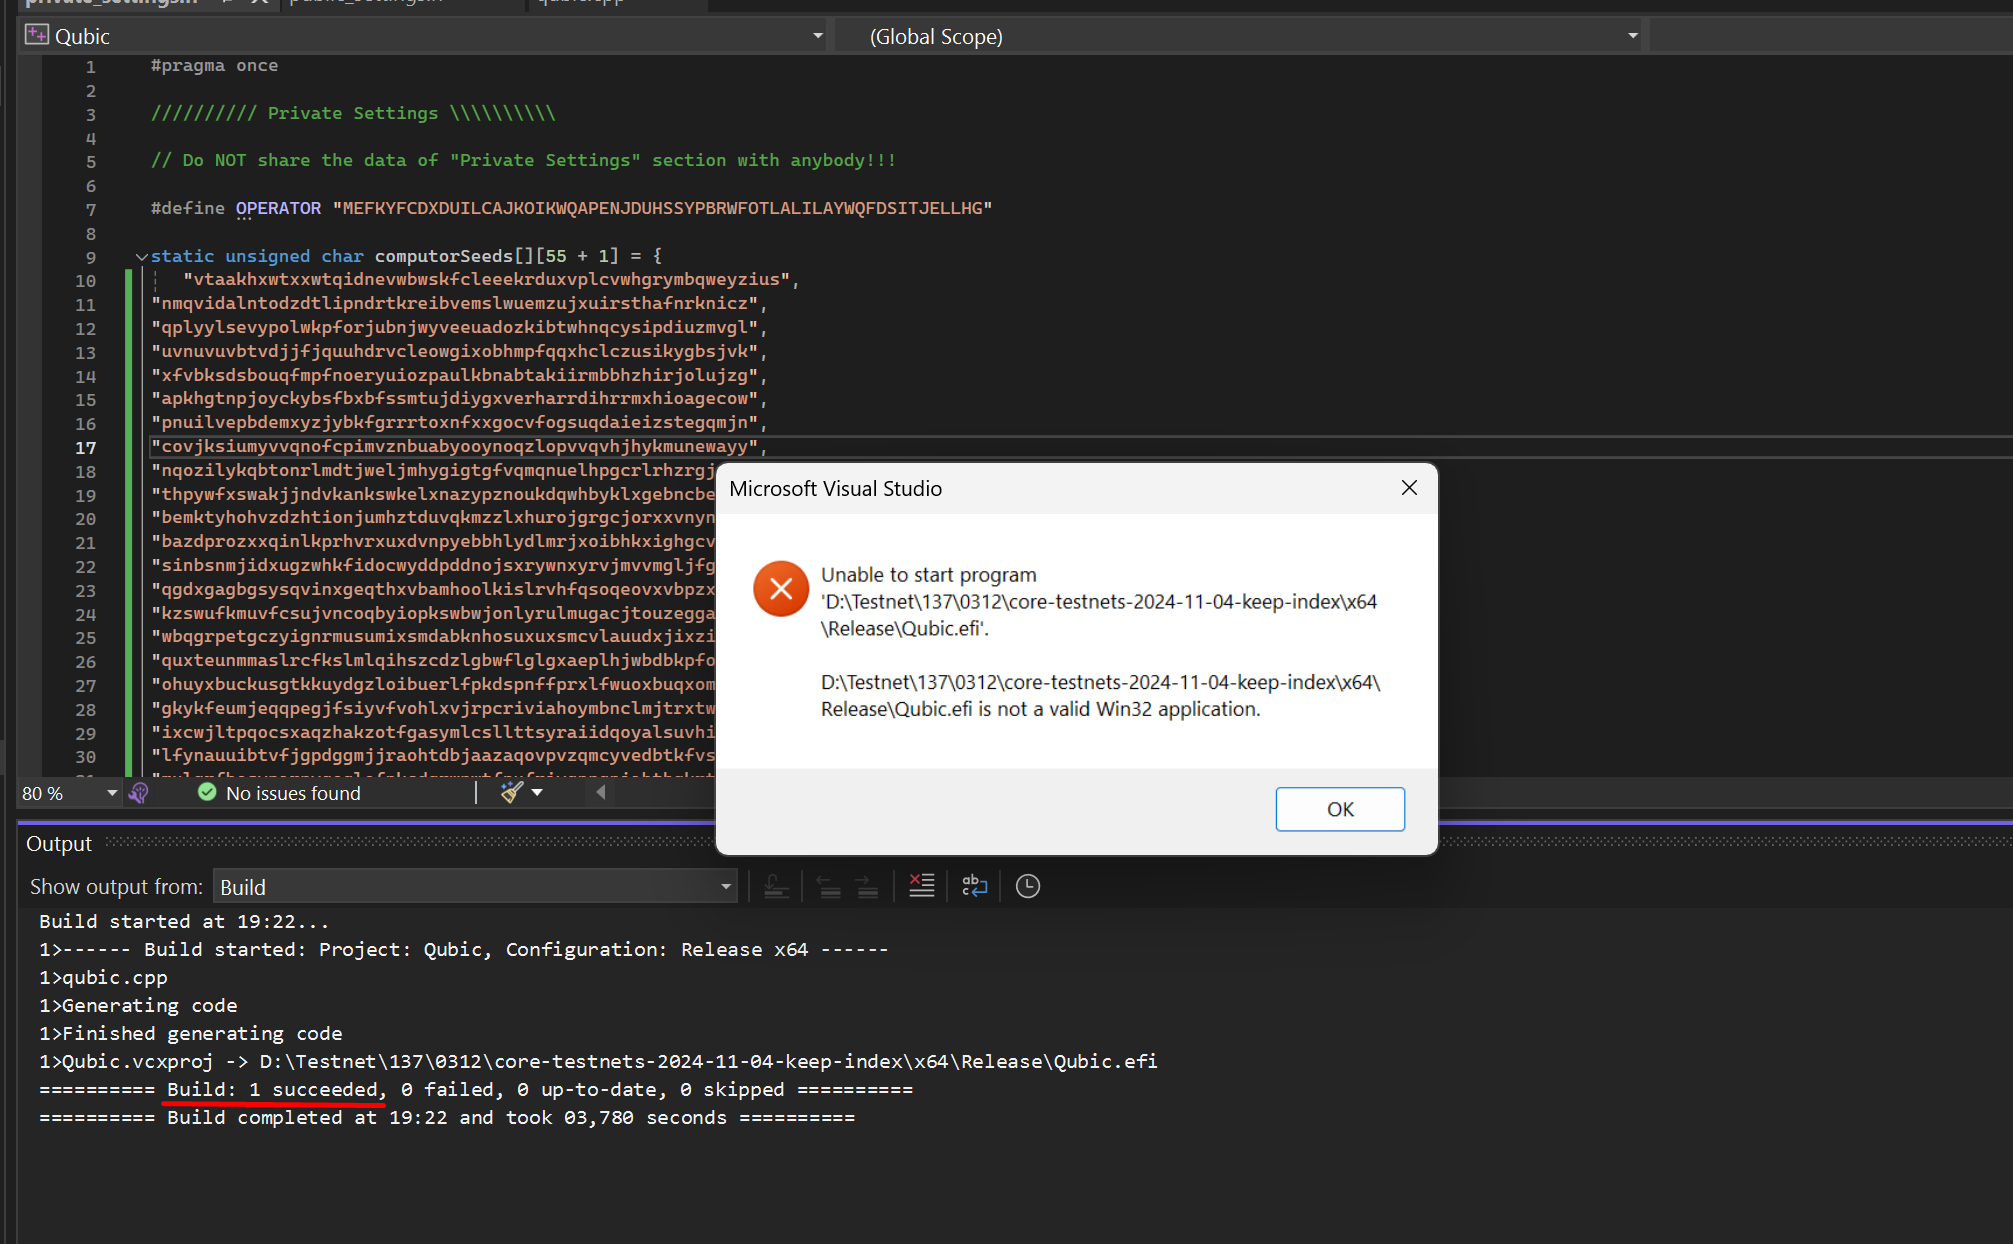 Qubic
(Global Scope)
1 #pragma once
2
3 ////////// Private Settings \\\\\\\\\\
4
5 // Do NOT share the data of "Private Settings" section with anybody!!!
6
7 #define OPERATOR "MEFKYFCDXDUILCAJKOIKWQAPENJDUHSSYPBRWFOTLALILAYWQFDSITJELLHG"
8
9 static unsigned char computorSeeds[][55 + 1] = {
10 "vtaakhxwtxxwtqidnevwbwskfcleeekrduxvplcvwhgrymbqweyzius",
11 "nmqvidalntodzdtlipndrtkreibvemslwuemzujxuirsthafnrknicz",
12 "qplyylsevypolwkpforjubnjwyveeuadozkibtwhnqcysipdiuzmvgl",
13 "uvnuvuvbtvdjjfjquuhdrvcleowgixobhmpfqqxhclczusikygbsjvk",
14 "xfvbksdsbouqfmpfnoeryuiozpaulkbnabtakiirmbbhzhirjolujzg",
15 "apkhgtnpjoyckybsfbxbfssmtujdiygxverharrdihrrmxhioagecow",
16 "pnuilvepbdemxyzjybkfgrrrtoxnfxxgocvfogsuqdaieizstegqmjn",
17 "covjksiumyvvqnofcpimvznbuabyooynoqzlopvvqvhjhykmunewayy",
18 "nqozilykqbtonrlmdtjweljmhygigtgfvqmqnuelhpgcrlrhzrgj
19 "thpywfxswakjjndvkankswkelxnazypznoukdqwhbyklxgebncbe
20 "bemktyhohvzdzhtionjumhztduvqkmzzlxhurojgrgcjorxxvnyn
21 "bazdprozxxqinlkprhvrxuxdvnpyebbhlydlmrjxoibhkxighgcv
22 "sinbsnmjidxugzwhkfidocwyddpddnojsxrywnxyrvjmvvmgljfg
23 "qgdxgagbgsysqvinxgeqthxvbamhoolkislrvhfqsoqeovxvbpzx
24 "kzswufkmuvfcsujvncoqbyiopkswbwjonlyrulmugacjtouzegga
25 "wbqgrpetgczyignrmusumixsmdabknhosuxuxsmcvlauudxjixzi
26 "quxteunmmaslrcfkslmlqihszcdzlgbwflglgxaeplhjwbdbkpfo
27 "ohuyxbuckusgtkkuydgzloibuerlfpkdspnffprxlfwuoxbuqxom
28 "gkykfeumjeqqpegjfsiyvfvohlxvjrpcriviahoymbnclmjtrxtw
29 "ixcwjltpqocsxaqzhakzotfgasymlcsllttsyraiidqoyalsuvhi
30 "lfynauuibtvfjgpdggmjjraohtdbjaazaqovpvzqmcyvedbtkfvs
Microsoft Visual Studio
Unable to start program
'D:\Testnet\137\0312\core-testnets-2024-11-04-keep-index\x64
\Release\Qubic.efi'.
D:\Testnet\137\0312\core-testnets-2024-11-04-keep-index\x64\
Release\Qubic.efi is not a valid Win32 application.
OK
80 %
No issues found
Output
Show output from: Build
Build started at 19:22...
1>------ Build started: Project: Qubic, Configuration: Release x64 ------
1>qubic.cpp
1>Generating code
1>Finished generating code
1>Qubic.vcxproj -> D:\Testnet\137\0312\core-testnets-2024-11-04-keep-index\x64\Release\Qubic.efi
========== Build: 1 succeeded, 0 failed, 0 up-to-date, 0 skipped ==========
========== Build completed at 19:22 and took 03,780 seconds ==========